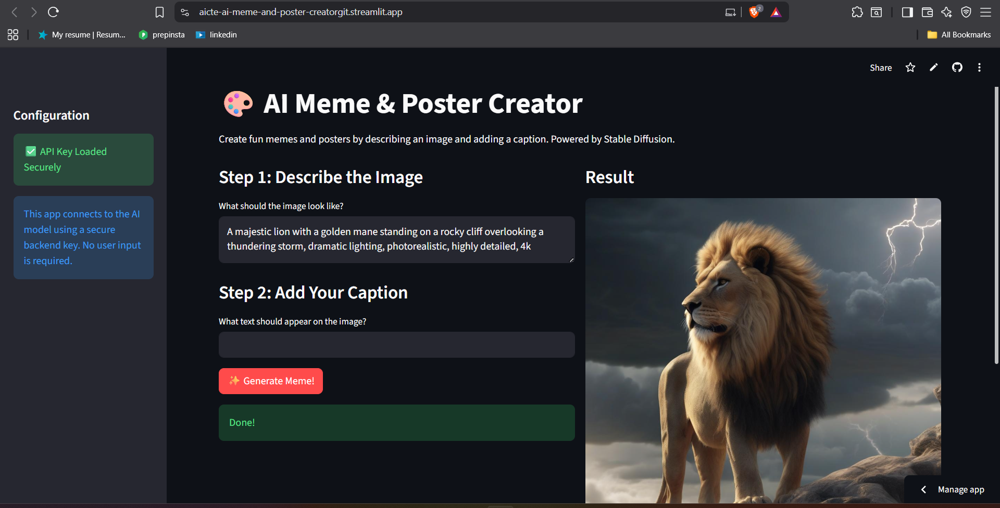 aicte-ai-meme-and-poster-creatorgit.streamlit.app
2
My resume | Resum...
prepinsta
linkedin
All Bookmarks
Share
Configuration
API Key Loaded
Securely
This app connects to the AI
model using a secure
backend key. No user input
is required.
AI Meme & Poster Creator
Create fun memes and posters by describing an image and adding a caption. Powered by Stable Diffusion.
Step 1: Describe the Image
What should the image look like?
A majestic lion with a golden mane standing on a rocky cliff overlooking a
thundering storm, dramatic lighting, photorealistic, highly detailed, 4k
Step 2: Add Your Caption
What text should appear on the image?
Generate Meme!
Done!
Result
Manage app